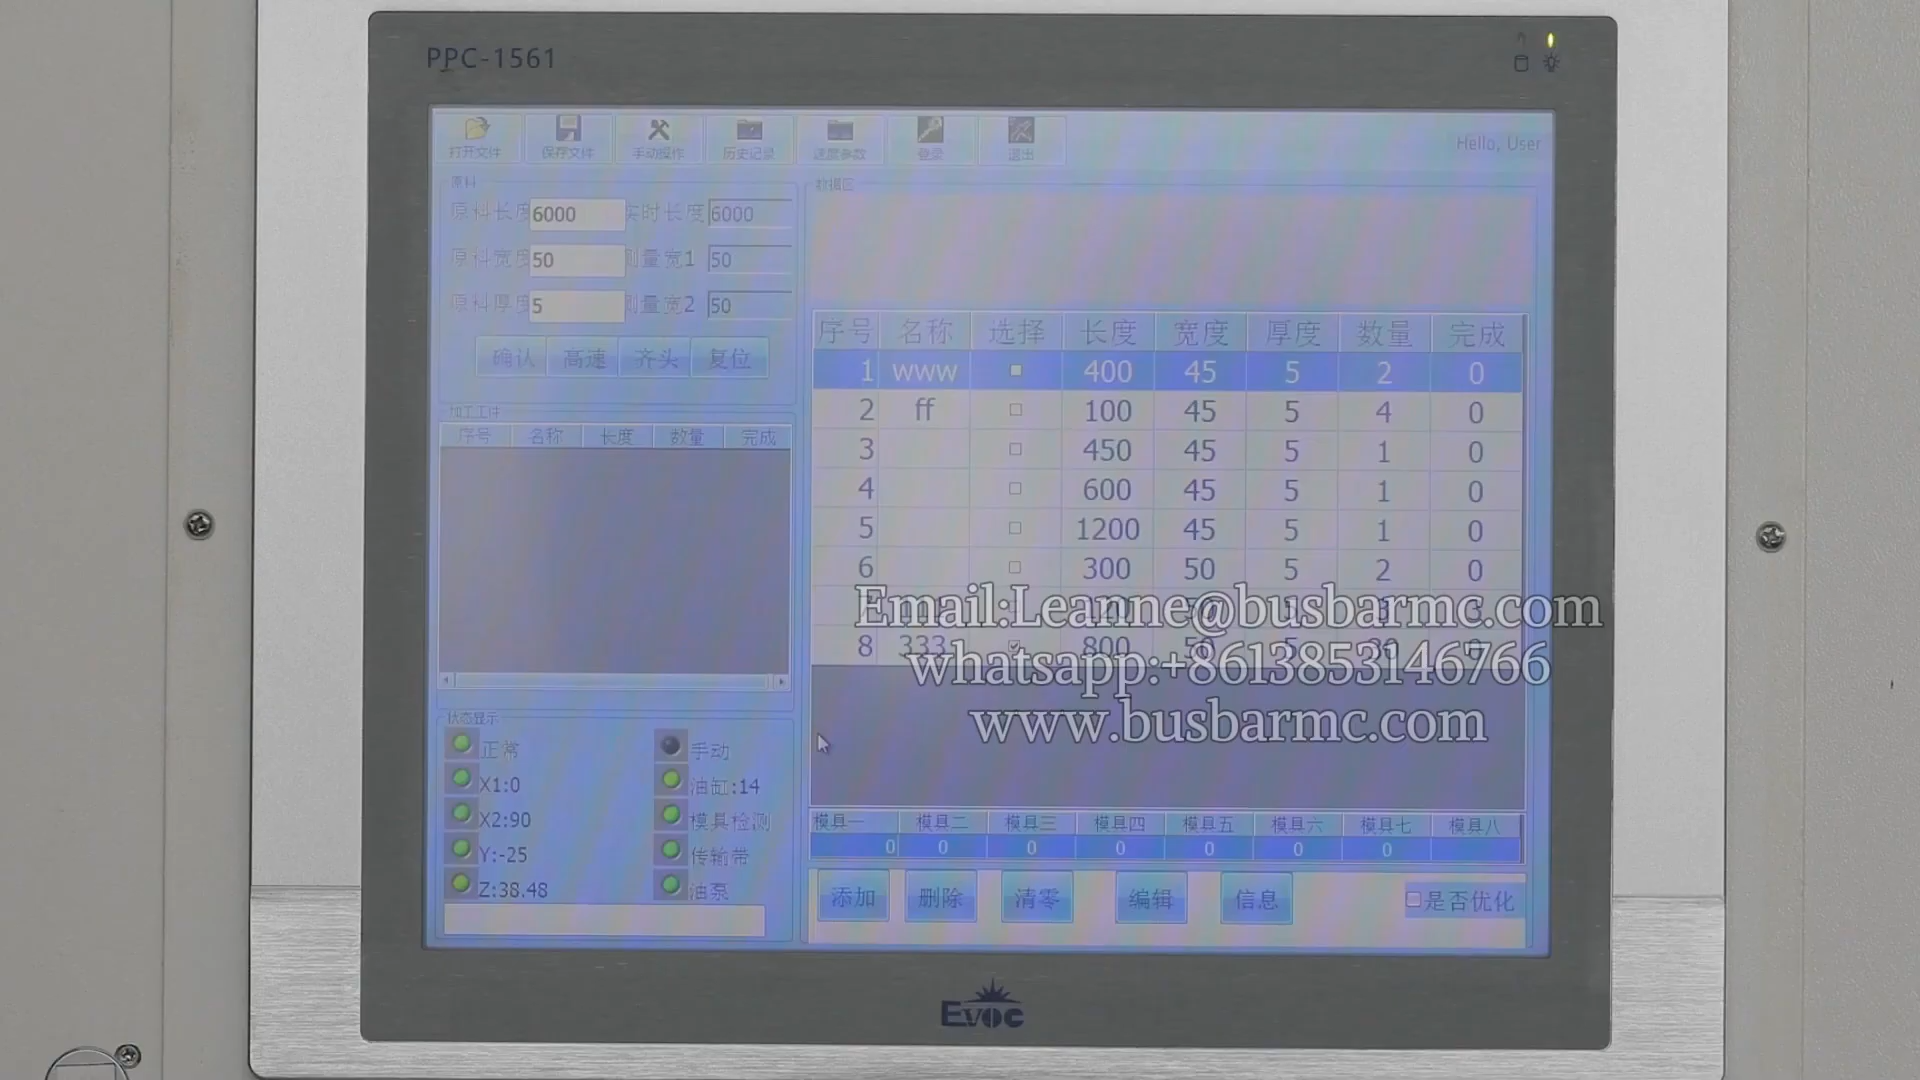 PPC-1561
打开文件 保存文件 手动操作 历史记录 速度参数 登录 退出
Hello, User
原料
原料长度 6000 实时长度 6000
原料宽度 50 测量宽1 50
原料厚度 5 测量宽2 50
确认 高速 齐头 复位
数据区
序号 名称 选择 长度 宽度 厚度 数量 完成
1 www 400 45 5 2 0
2 ff 100 45 5 4 0
3 450 45 5 1 0
4 600 45 5 1 0
5 1200 45 5 1 0
6 300 50 5 2 0
8 333 800 50 5 30
Email:Leanne@busbarmc.com
whatsapp:+8613853146766
www.busbarmc.com
加工工件
序号 名称 长度 数量 完成
状态显示
正常 手动
X1:0 油缸:14
X2:90 模具检测
Y:-25 传输带
Z:38.48 油泵
模具一 模具二 模具三 模具四 模具五 模具六 模具七 模具八
0 0 0 0 0 0 0
添加 删除 清零 编辑 信息 是否优化
Evoc